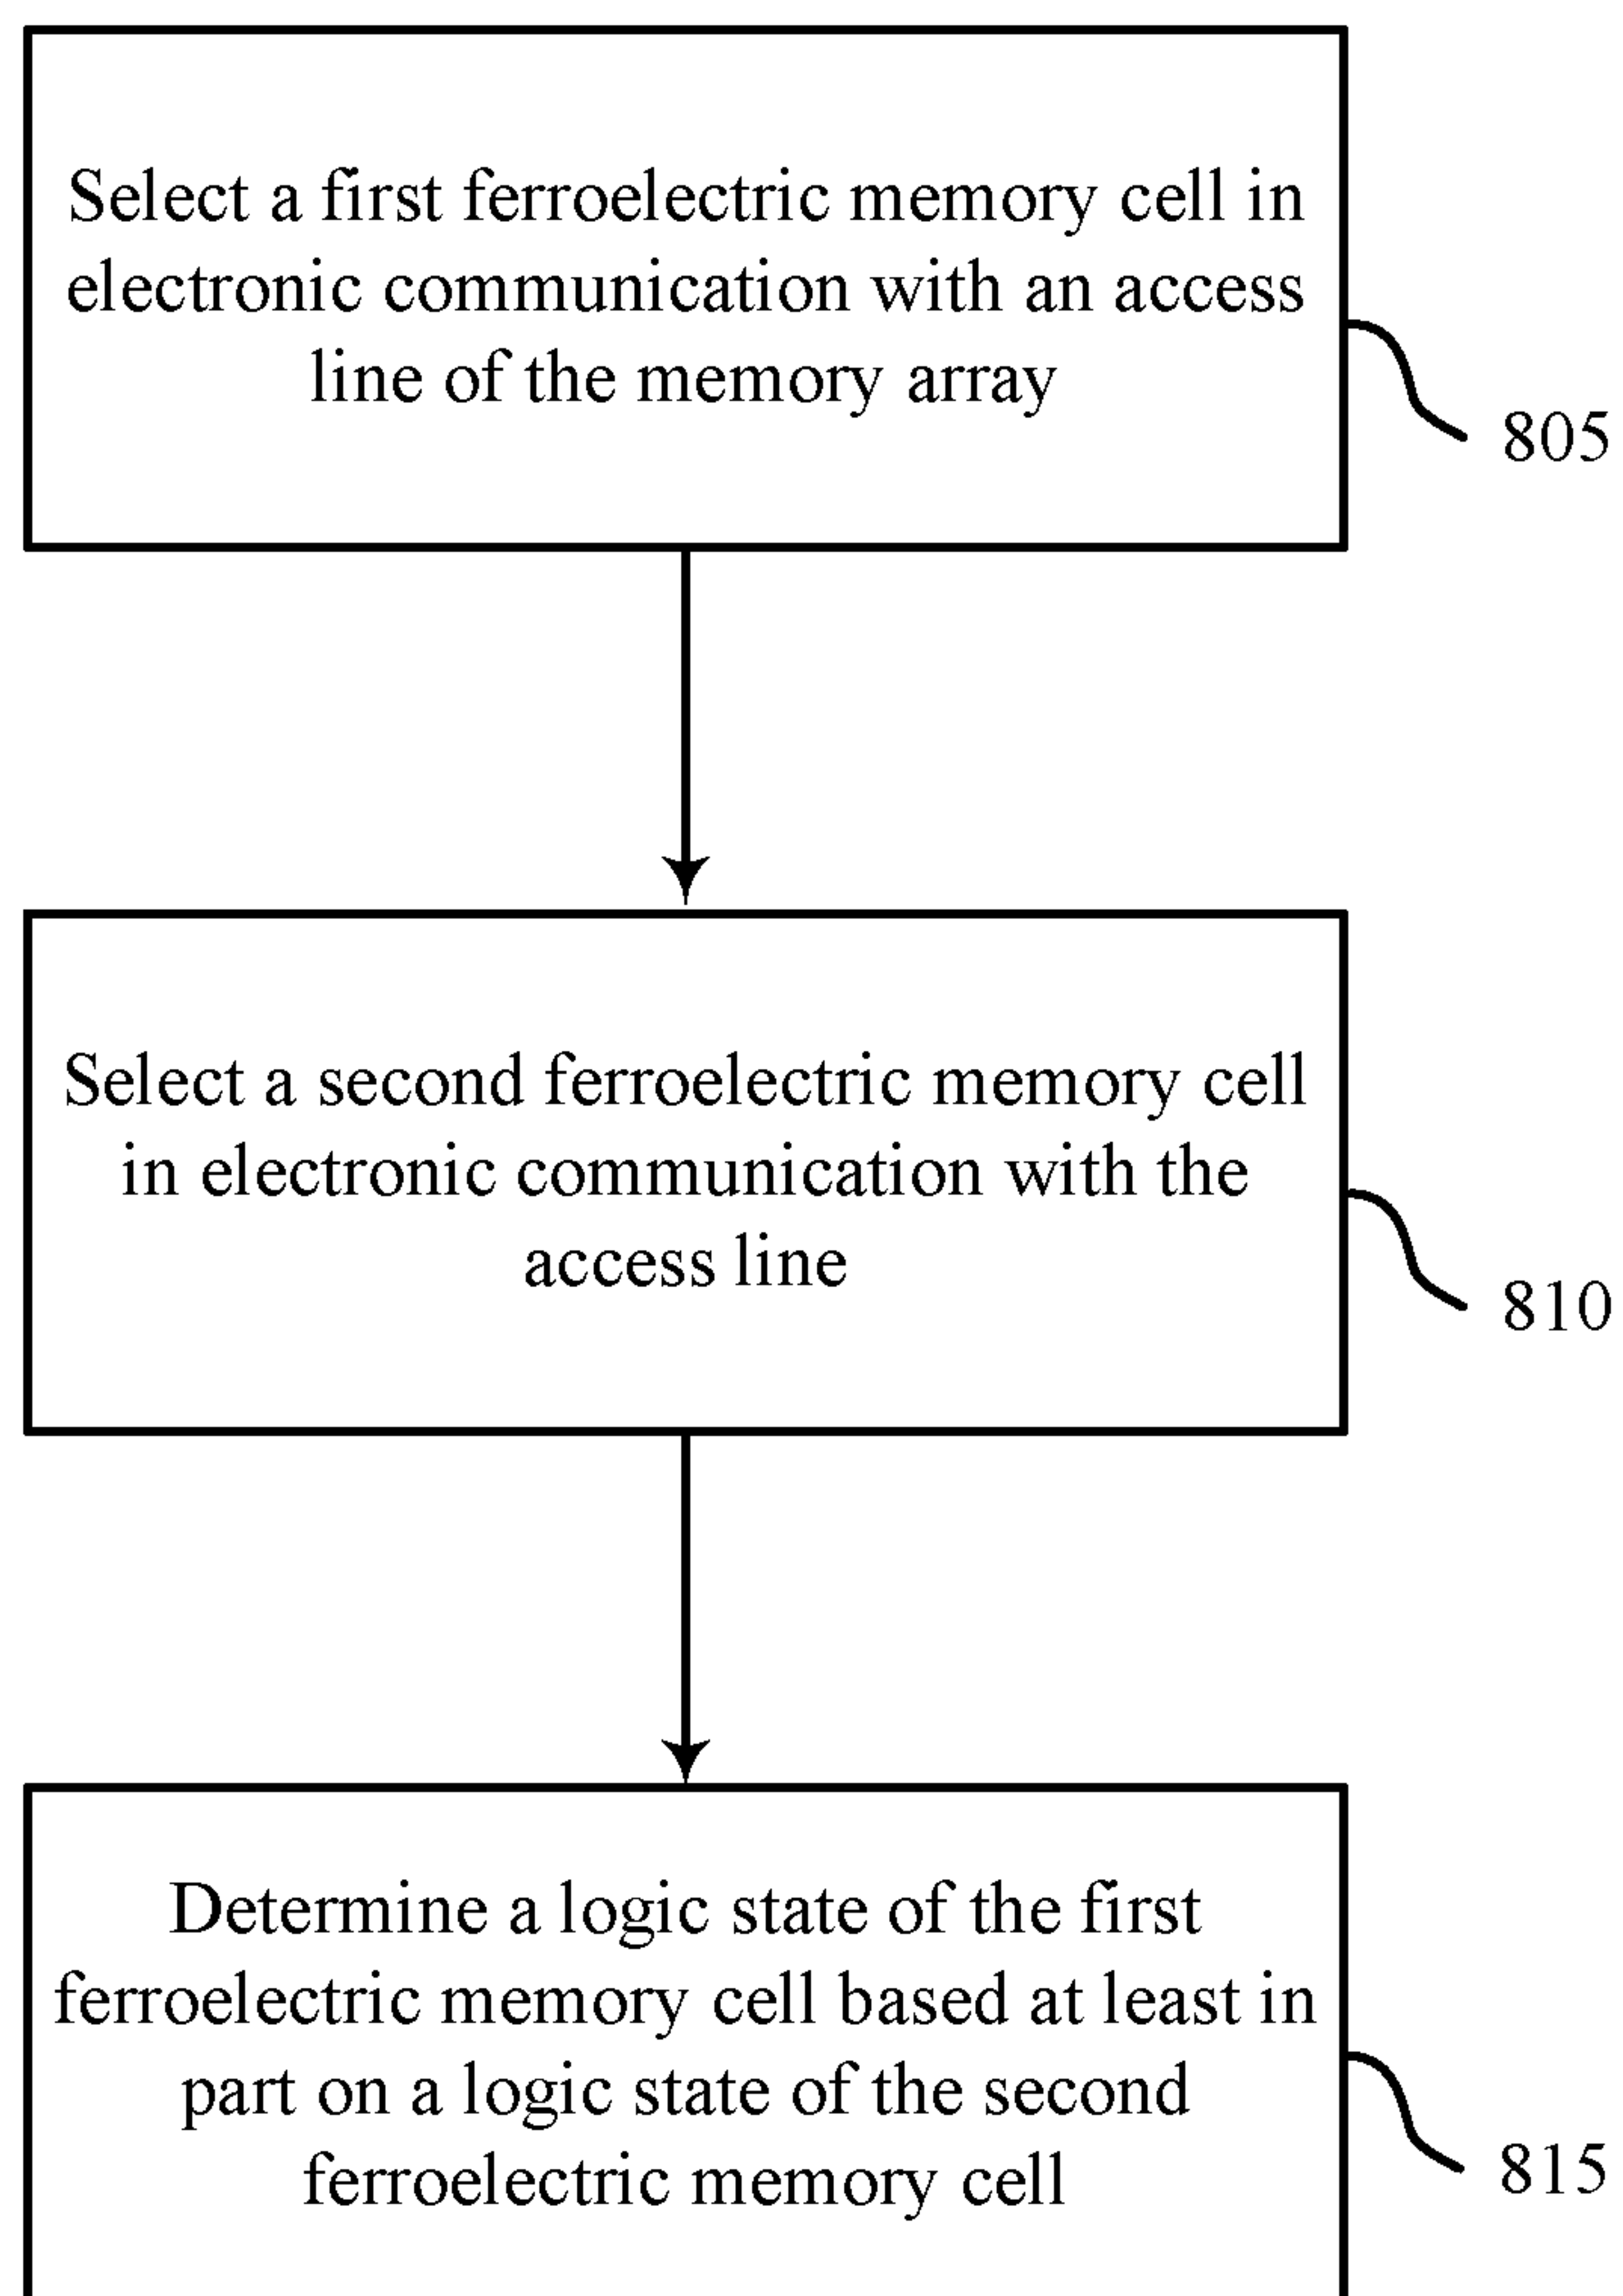 Select a first ferroelectric memory cell in
electronic communication with an access
line of the memory array
805
Select a second ferroelectric memory cell
in electronic communication with the
access line
810
Determine a logic state of the first
ferroelectric memory cell based at least in
part on a logic state of the second
ferroelectric memory cell
815